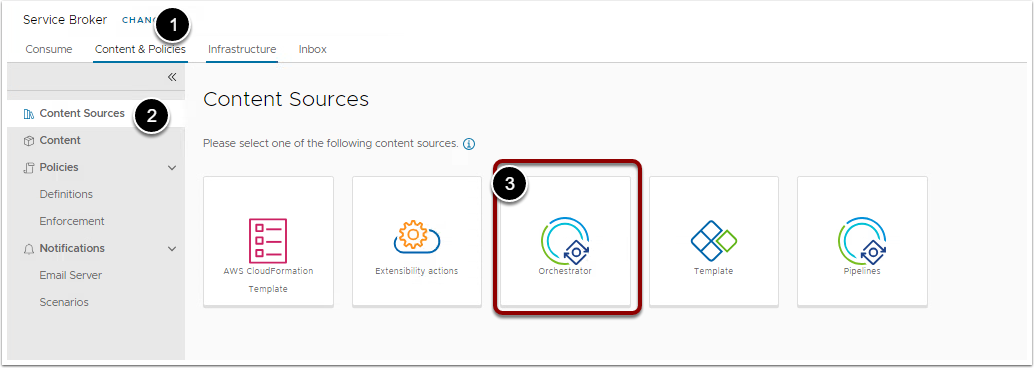 Service Broker CHAN
1
Consume Content & Policies Infrastructure Inbox
«
Content Sources
2
Content
Policies
Definitions
Enforcement
Notifications
Email Server
Scenarios
Content Sources
Please select one of the following content sources.
3
AWS CloudFormation
Template
Extensibility actions
Orchestrator
Template
Pipelines